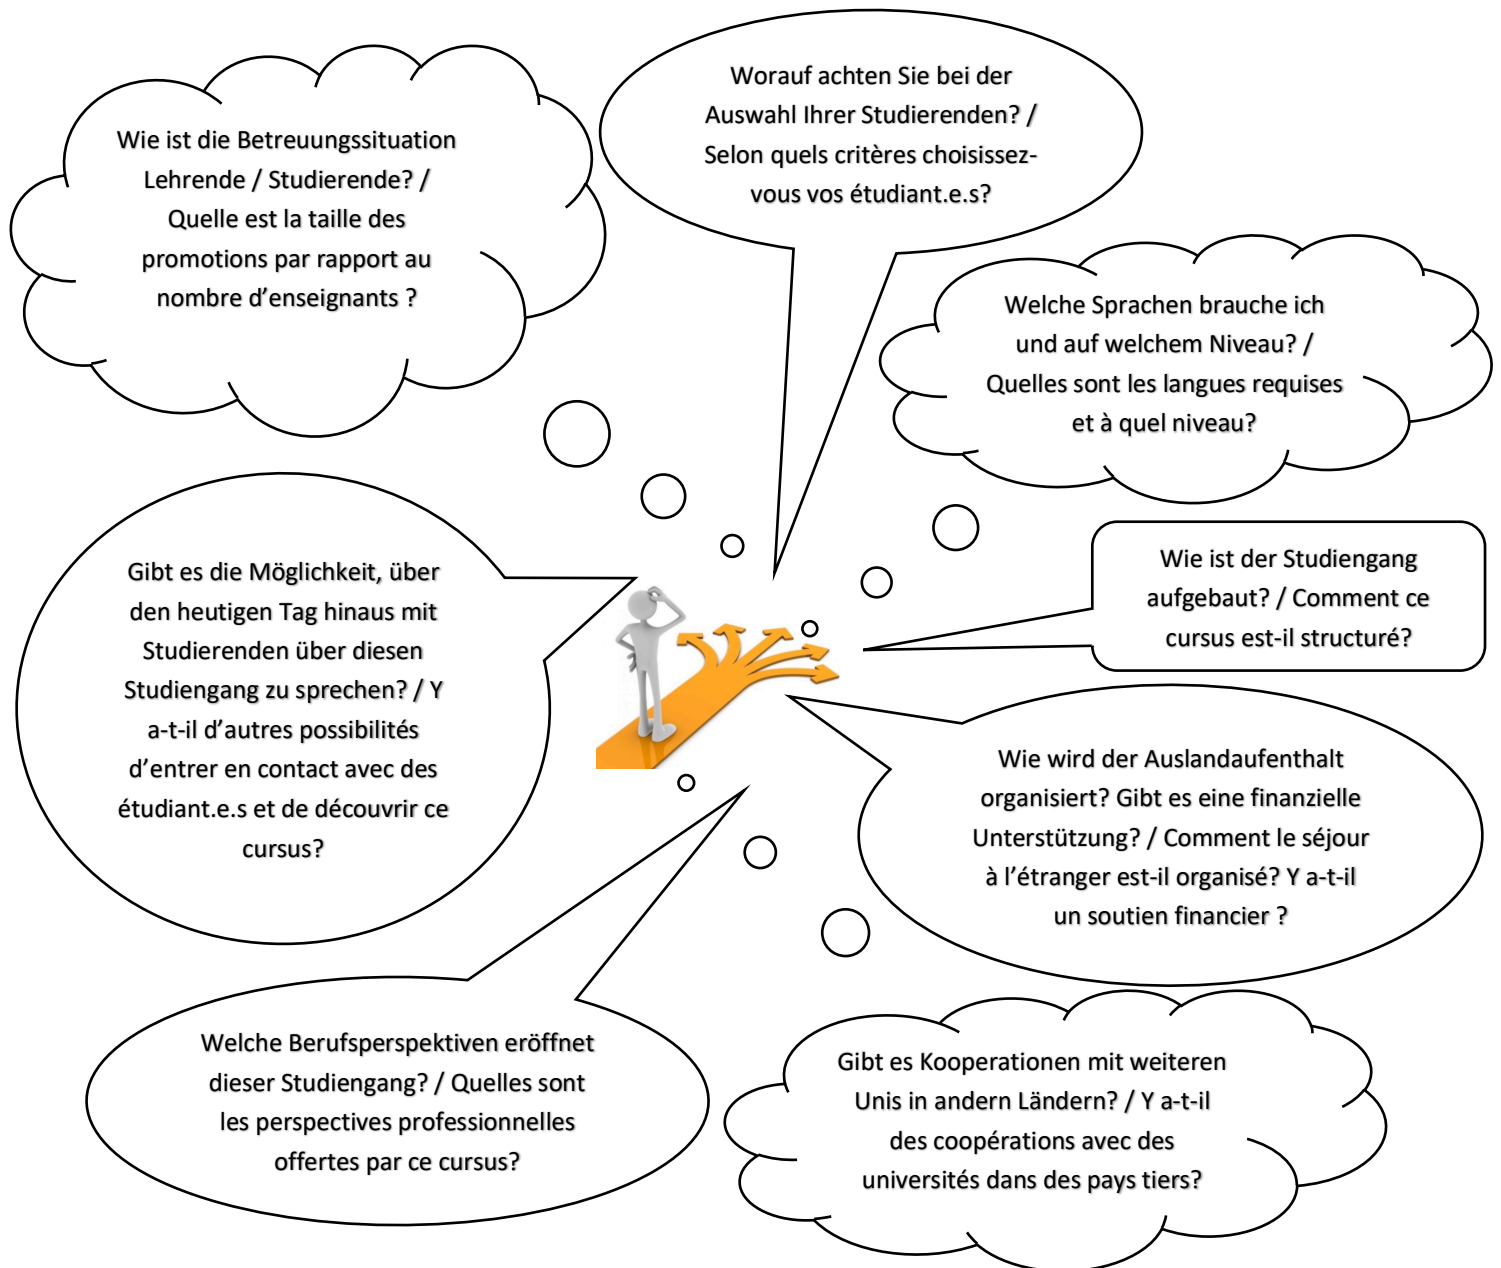 Wie ist die Betreuungssituation
Lehrende / Studierende? /
Quelle est la taille des
promotions par rapport au
nombre d’enseignants ?
Worauf achten Sie bei der
Auswahl Ihrer Studierenden? /
Selon quels critères choisissez-
vous vos étudiant.e.s?
Welche Sprachen brauche ich
und auf welchem Niveau? /
Quelles sont les langues requises
et à quel niveau?
Gibt es die Möglichkeit, über
den heutigen Tag hinaus mit
Studierenden über diesen
Studiengang zu sprechen? / Y
a-t-il d’autres possibilités
d’entrer en contact avec des
étudiant.e.s et de découvrir ce
cursus?
Wie ist der Studiengang
aufgebaut? / Comment ce
cursus est-il structuré?
Wie wird der Auslandaufenthalt
organisiert? Gibt es eine finanzielle
Unterstützung? / Comment le séjour
à l’étranger est-il organisé? Y a-t-il
un soutien financier ?
Welche Berufsperspektiven eröffnet
dieser Studiengang? / Quelles sont
les perspectives professionnelles
offertes par ce cursus?
Gibt es Kooperationen mit weiteren
Unis in andern Ländern? / Y a-t-il
des coopérations avec des
universités dans des pays tiers?